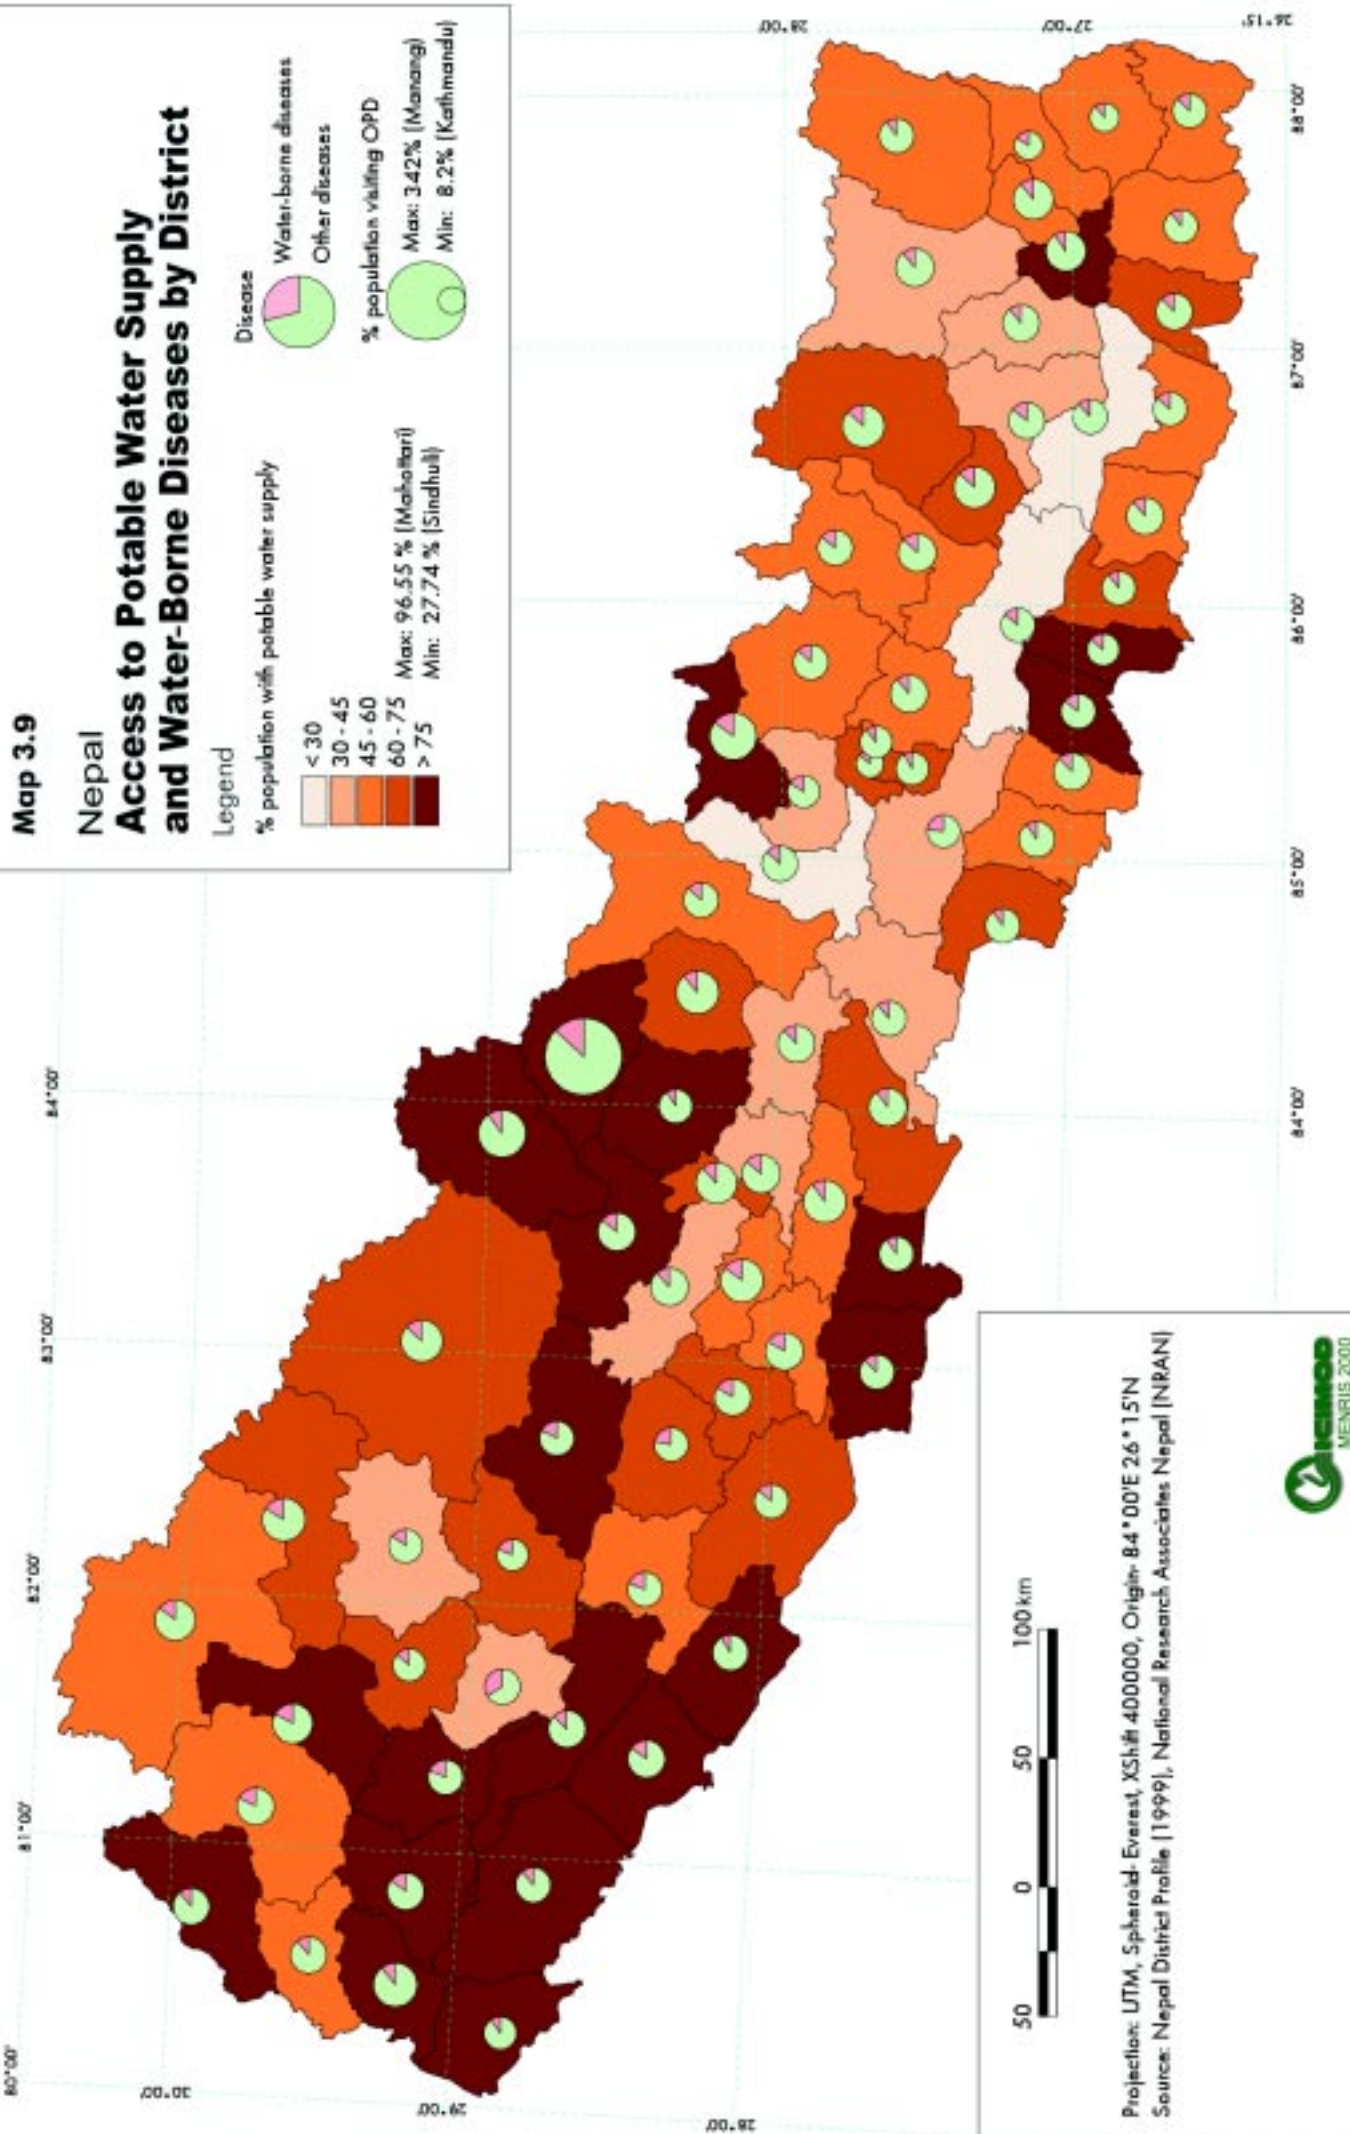 Map 3.9
Nepal
Access to Potable Water Supply
and Water-Borne Diseases by District
Legend
% population with potable water supply
< 30
30 - 45
45 - 60
60 - 75
> 75
Max: 96.55 % (Mahottari)
Min: 27.74 % (Sindhuli)
Disease
Water-borne diseases
Other diseases
% population visiting OPD
Max: 342% (Manang)
Min: 8.2% (Kathmandu)
80°00'
81°00'
82°00'
83°00'
84°00'
30°00'
29°00'
28°00'
28°00'
27°00'
26°15'
84°00'
85°00'
86°00'
87°00'
88°00'
50
0
50
100 km
Projection: UTM, Spheroid- Everest, XShift 400000, Origin- 84°00'E 26°15'N
Source: Nepal District Profile (1999), National Research Associates Nepal (NRAN)
ICIMOD
MENRIS 2000